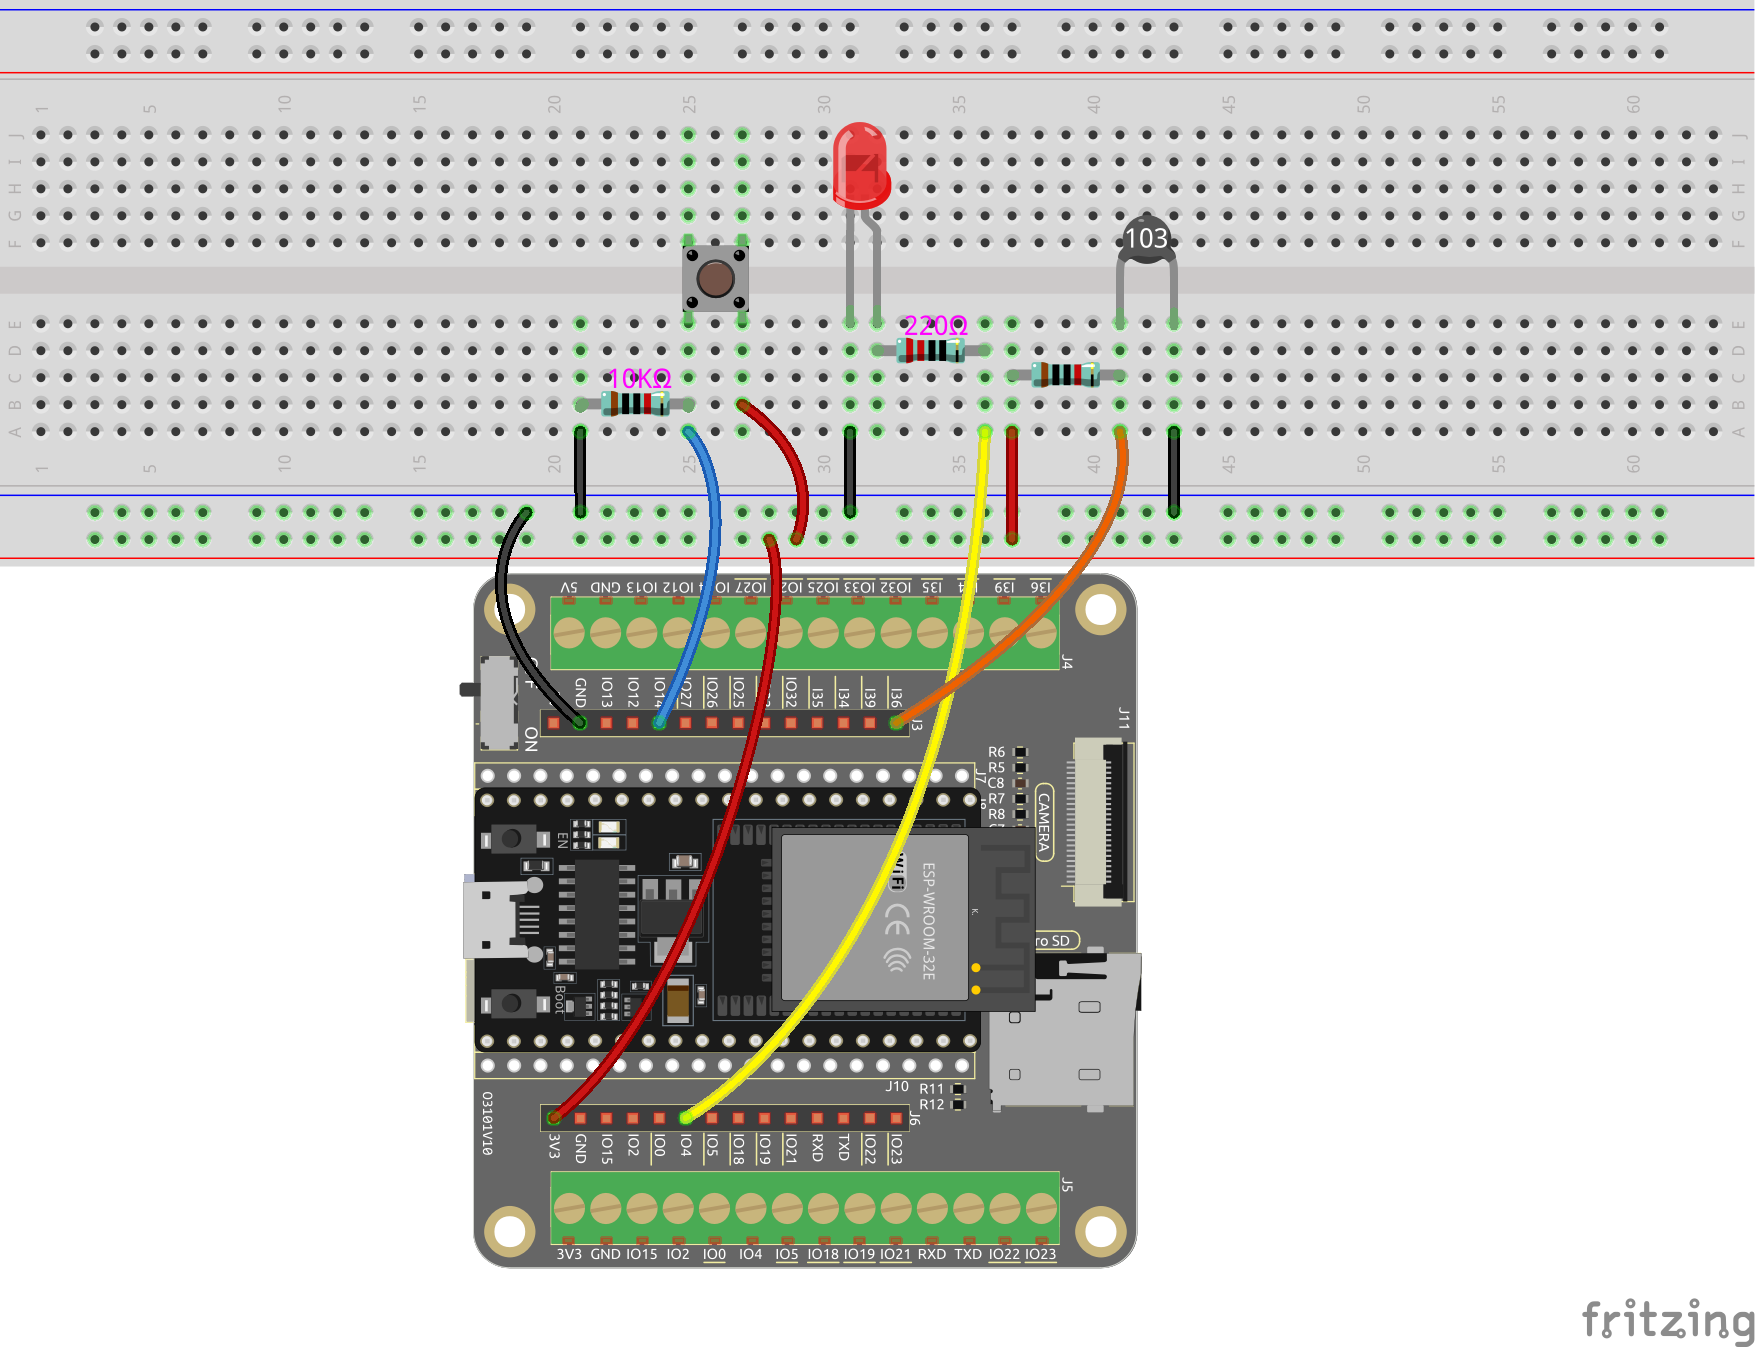 1 5 10 15 20 25 30 35 40 45 50 55 60
J J
I I
H H
G G
F F
103
E E
220Ω
D D
C C
10KΩ
B B
A A
1 5 10 15 20 25 30 35 40 45 50 55 60
5V GND IO13 IO12 IO27 IO25 IO33 IO32 I35 I39 I36
J4
GND IO13 IO12 IO14 IO27 IO26 IO25 IO32 I35 I34 I39 I36
J3
ON
J11
R6
R5
C8
R7
R8
J7
CAMERA
EN
WiFi
CE
ESP-WROOM-32E
Boot
ro SD
J10
R11
R12
O3101V10
J6
3V3 GND IO15 IO2 IO0 IO4 IO5 IO18 IO19 IO21 RXD TXD IO22 IO23
J5
3V3 GND IO15 IO2 IO0 IO4 IO5 IO18 IO19 IO21 RXD TXD IO22 IO23
fritzing